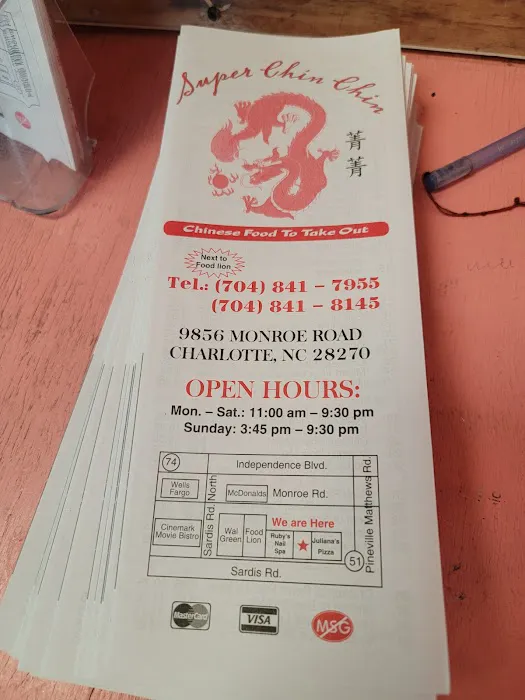 Super Chin Chin
菁
菁
Chinese Food To Take Out
Next to
Food lion
Tel.: (704) 841 – 7955
(704) 841 – 8145
9856 MONROE ROAD
CHARLOTTE, NC 28270
OPEN HOURS:
Mon. – Sat.: 11:00 am – 9:30 pm
Sunday: 3:45 pm – 9:30 pm
74
Independence Blvd.
Wells
Fargo
Sardis Rd. North
McDonalds
Monroe Rd.
Pineville Matthews Rd.
Cinemark
Movie Bistro
Wal
Green
Food
Lion
We are Here
Ruby's
Nail
Spa
Juliana's
Pizza
51
Sardis Rd.
MasterCard
VISA
MSG